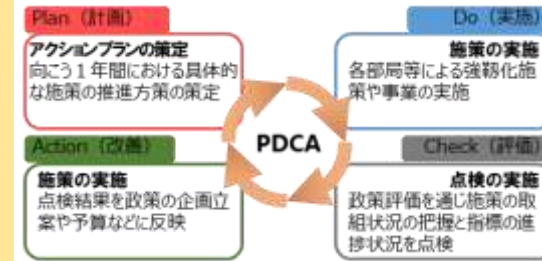 Plan（計画）
アクションプランの策定
向こう１年間における具体的
な施策の推進方策の策定
Do（実施）
施策の実施
各部局等による強靱化施
策や事業の実施
PDCA
Action（改善）
施策の実施
点検結果を政策の企画立
案や予算などに反映
Check（評価）
点検の実施
政策評価を通じ施策の取
組状況の把握と指標の進
捗状況を点検